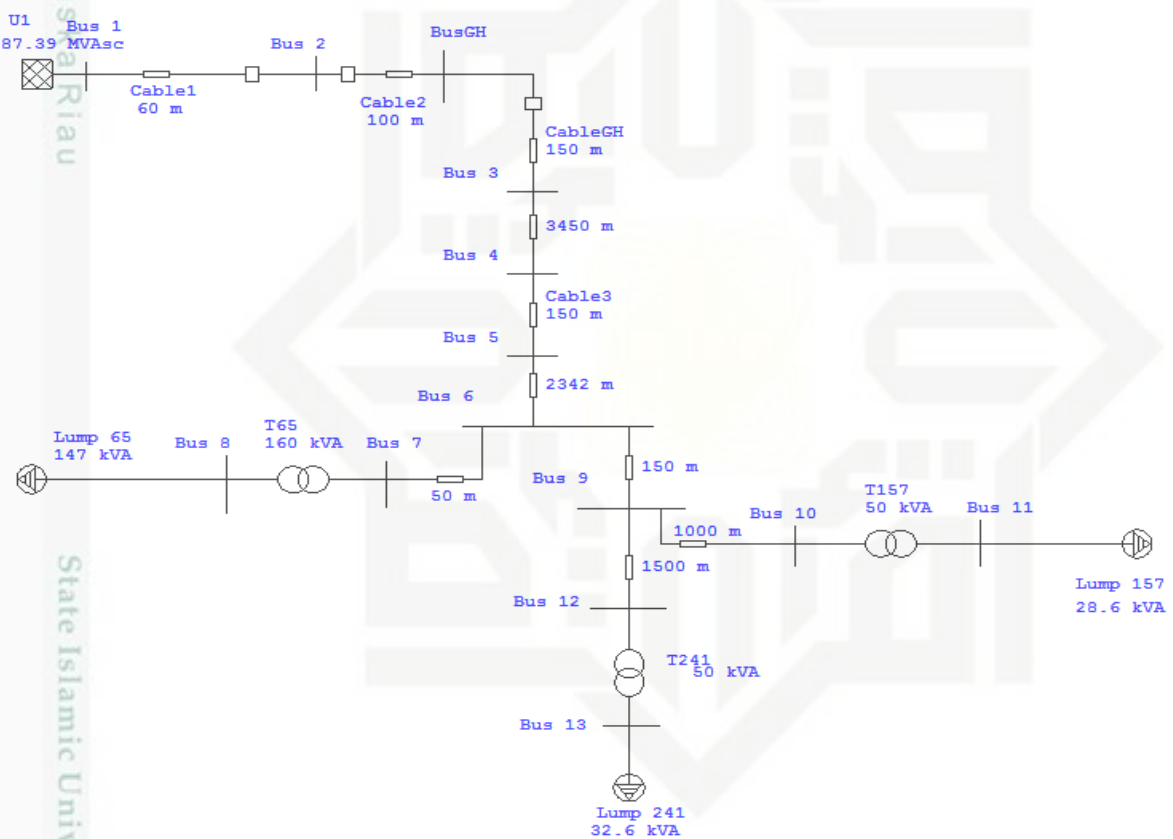 U1
Bus 1
87.39 MVAsc
Cable1
60 m
Bus 2
Cable2
100 m
BusGH
CableGH
150 m
Bus 3
3450 m
Bus 4
Cable3
150 m
Bus 5
2342 m
Bus 6
Lump 65
147 kVA
Bus 8
T65
160 kVA
Bus 7
50 m
150 m
Bus 9
1000 m
Bus 10
T157
50 kVA
Bus 11
Lump 157
28.6 kVA
1500 m
Bus 12
T241
50 kVA
Bus 13
Lump 241
32.6 kVA
ska Riau
State Islamic Univ